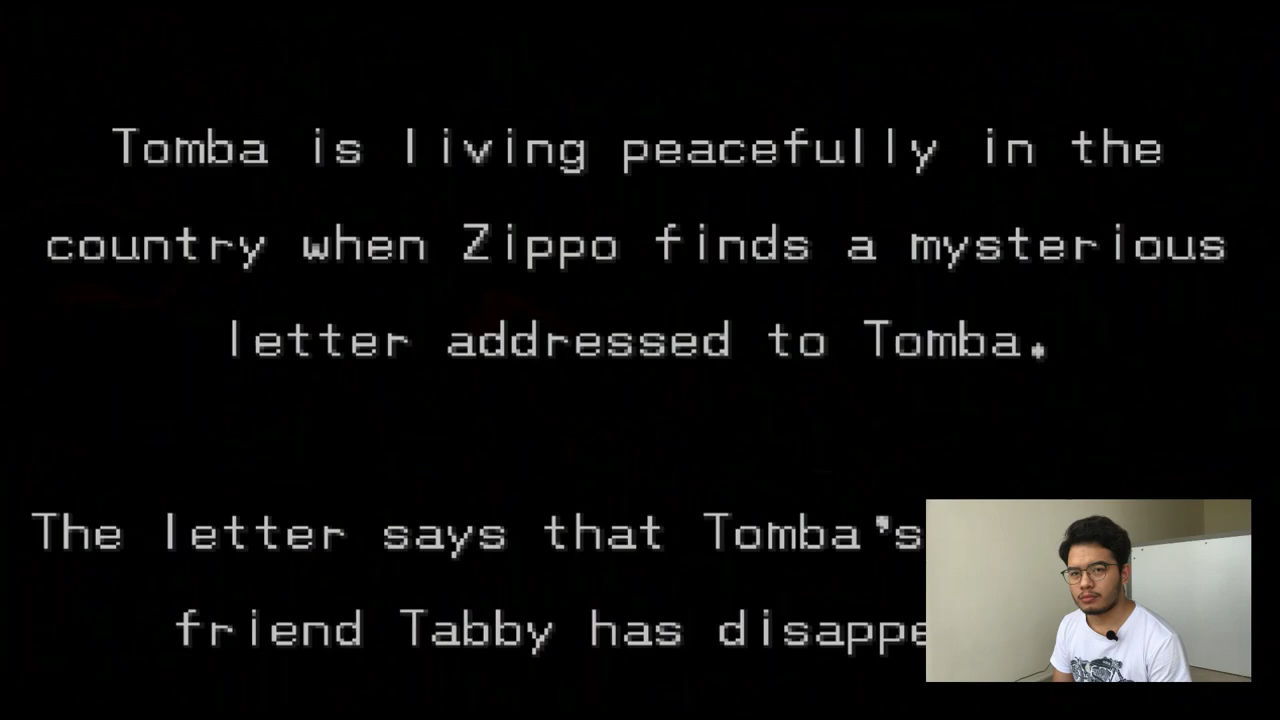 Tomba is living peacefully in the
country when Zippo finds a mysterious
letter addressed to Tomba.
The letter says that Tomba's
friend Tabby has